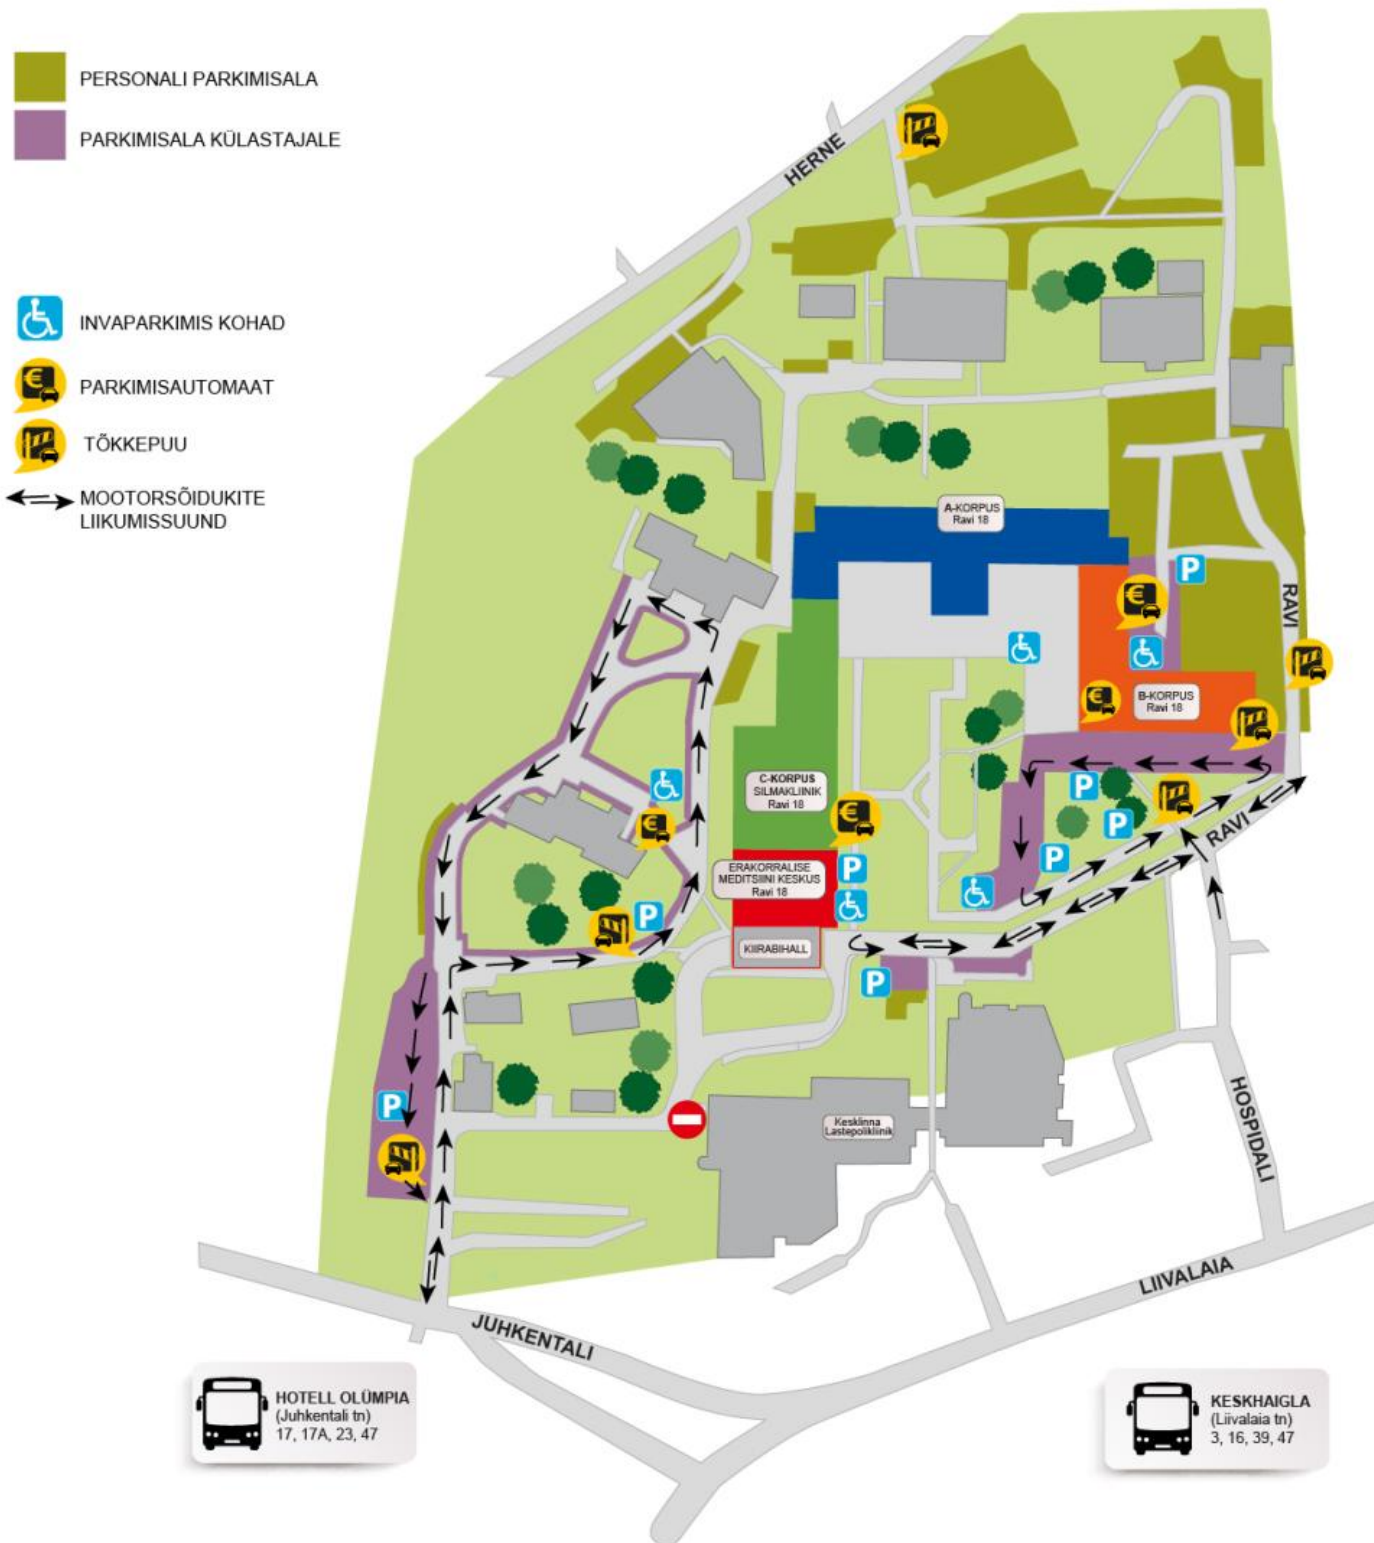 PERSONALI PARKIMISALA
PARKIMISALA KÜLASTAJALE
INVAPARKIMIS KOHAD
€
PARKIMISAUTOMAAT
TÕKKEPUU
MOOTORSÕIDUKITE
LIIKUMISSUUND
HERNE
A-KORPUS
Ravi 18
P
€
RAVI
B-KORPUS
Ravi 18
€
C-KORPUS
SILMAKLIINIK
Ravi 18
P
€
€
P
RAVI
P
ERAKORRALISE
MEDITSIINI KESKUS
Ravi 18
P
P
KIIRABIHALL
P
P
Kesklinna
Lastepolikliinik
HOSPIDALI
LIIVALAIA
JUHKENTALI
HOTELL OLÜMPIA
(Juhkentali tn)
17, 17A, 23, 47
KESKHAIGLA
(Liivalaia tn)
3, 16, 39, 47